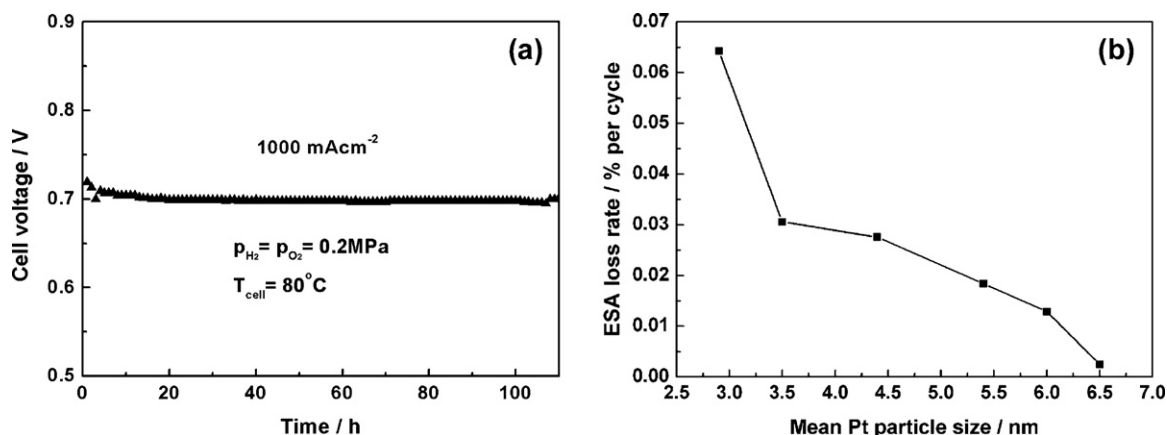 0.9
(a)
0.8
1000 mAcm⁻²
0.7
p_H₂= p_O₂= 0.2MPa
0.6
T_cell= 80°C
0.5
0 20 40 60 80 100
Time / h
Cell voltage / V
0.07
(b)
0.06
0.05
0.04
0.03
0.02
0.01
0.00
2.5 3.0 3.5 4.0 4.5 5.0 5.5 6.0 6.5 7.0
Mean Pt particle size / nm
ESA loss rate / % per cycle